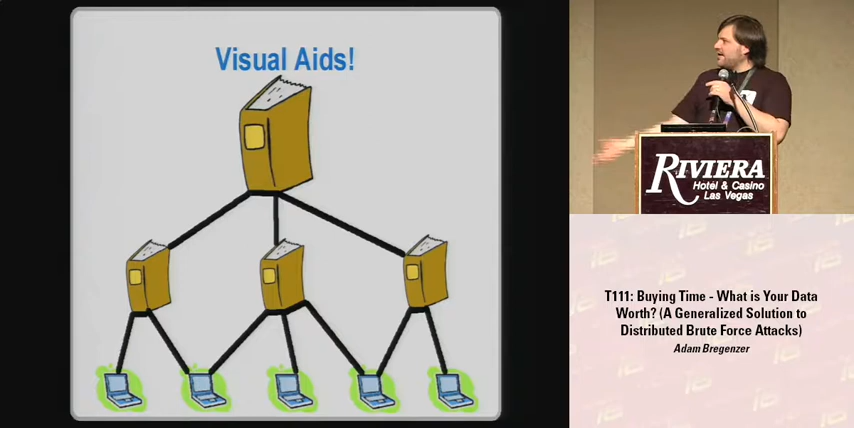 Visual Aids!
RIVIERA
Hotel & Casino
Las Vegas
T111: Buying Time - What is Your Data
Worth? (A Generalized Solution to
Distributed Brute Force Attacks)
Adam Bregenzer